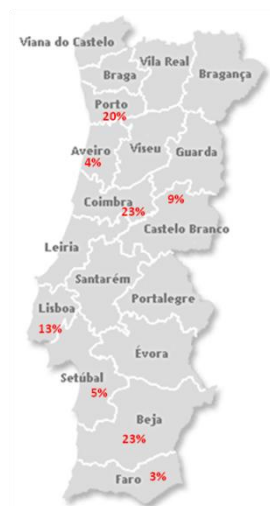 Viana do Castelo
Braga
Vila Real
Bragança
Porto
20%
Aveiro
4%
Viseu
Guarda
Coimbra
23%
9%
Castelo Branco
Leiria
Santarém
Lisboa
13%
Portalegre
Évora
Setúbal
5%
Beja
23%
Faro 3%